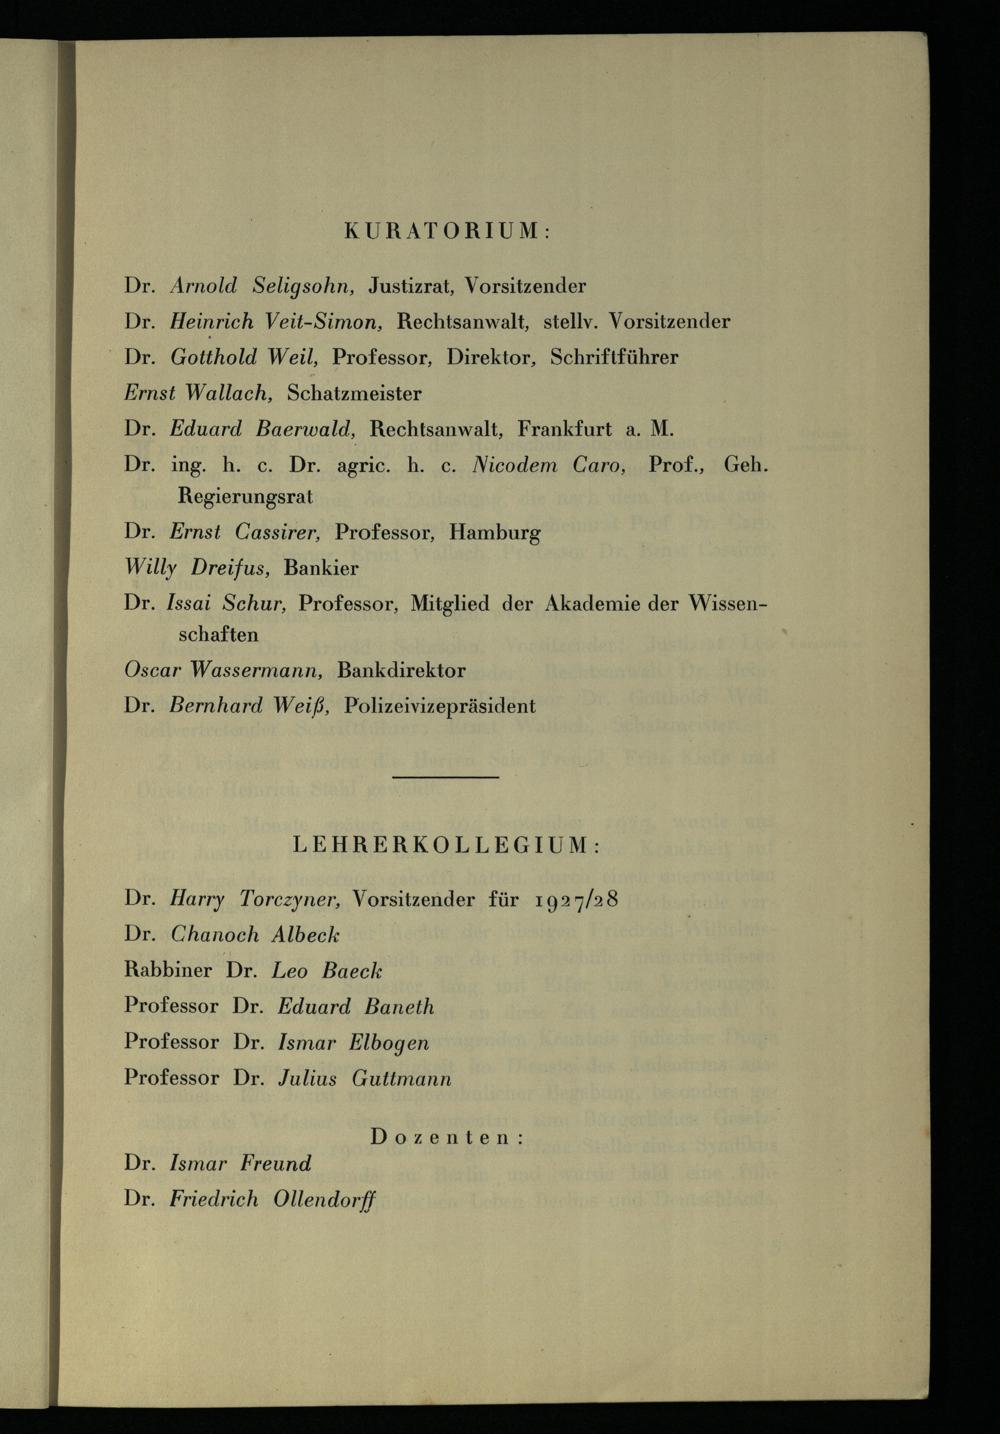 KURATORIUM:
Dr. Arnold Seligsohn, Justizrat, Vorsitzender
Dr. Heinrich Veit-Simon, Rechtsanwalt, stellv. Vorsitzender
Dr. Gotthold Weil, Professor, Direktor, Schriftführer
Ernst Wallach, Schatzmeister
Dr. Eduard Baerwald, Rechtsanwalt, Frankfurt a. M.
Dr. ing. h. c. Dr. agric. h. c. Nicodem Caro, Prof., Geh.
Regierungsrat
Dr. Ernst Cassirer, Professor, Hamburg
Willy Dreifus, Bankier
Dr. Issai Schur, Professor, Mitglied der Akademie der Wissen-
schaften
Oscar Wassermann, Bankdirektor
Dr. Bernhard Weiß, Polizeivizepräsident
LEHRERKOLLEGIUM:
Dr. Harry Torczyner, Vorsitzender für 1927/28
Dr. Chanoch Albeck
Rabbiner Dr. Leo Baeck
Professor Dr. Eduard Baneth
Professor Dr. Ismar Elbogen
Professor Dr. Julius Guttmann
Dozenten:
Dr. Ismar Freund
Dr. Friedrich Ollendorff